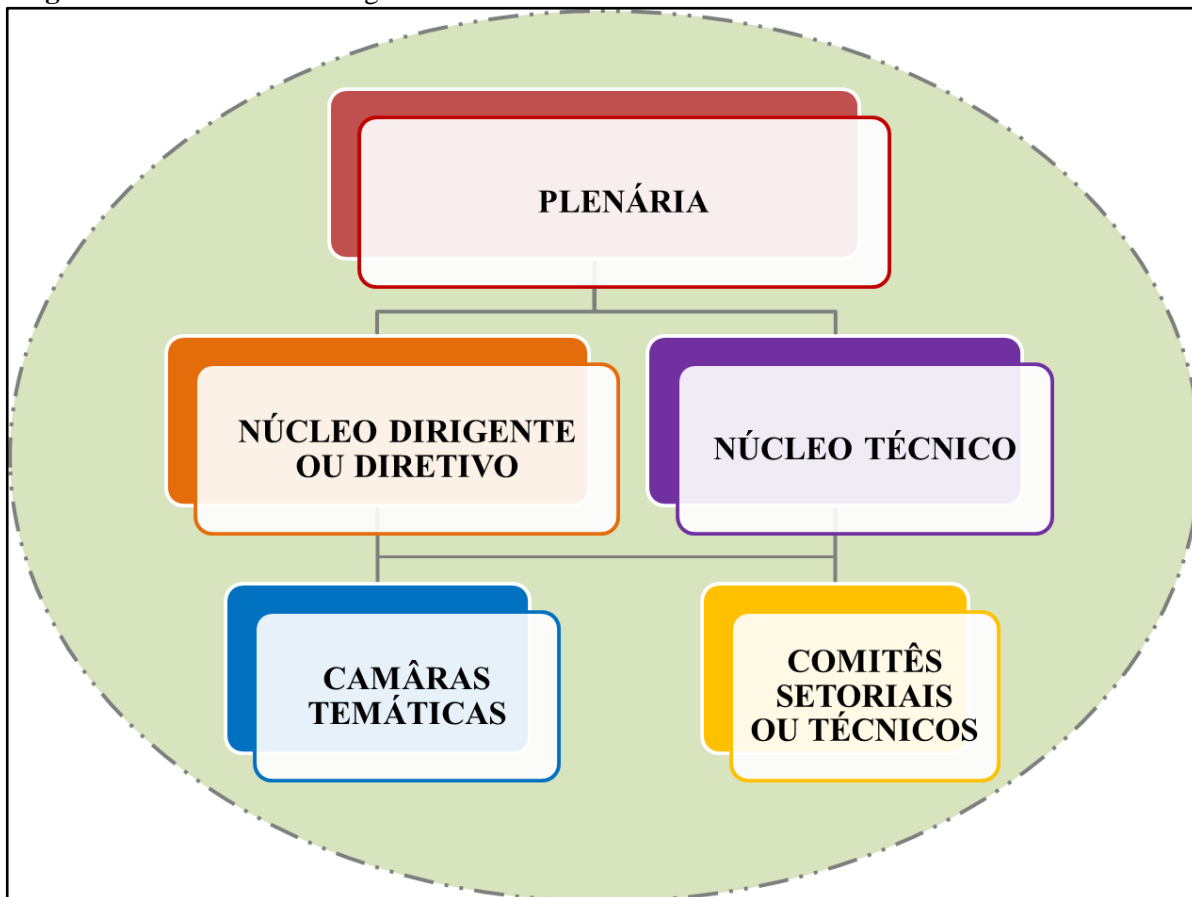 PLENÁRIA
NÚCLEO DIRIGENTE
OU DIRETIVO
NÚCLEO TÉCNICO
CAMÂRAS
TEMÁTICAS
COMITÊS
SETORIAIS
OU TÉCNICOS